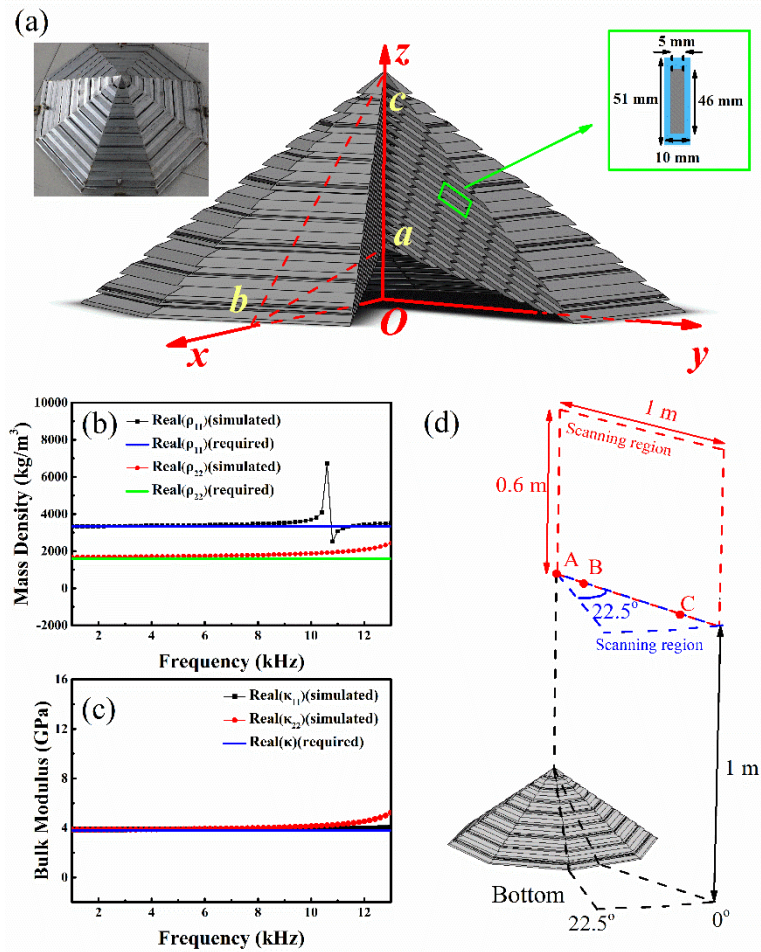 (a)
z
c
a
b
O
x
y
5 mm
51 mm
46 mm
10 mm
(b)
Mass Density (kg/m³)
10000
8000
6000
4000
2000
0
-2000
Real(ρ₁₁)(simulated)
Real(ρ₁₁)(required)
Real(ρ₂₂)(simulated)
Real(ρ₂₂)(required)
2 4 6 8 10 12
Frequency (kHz)
(c)
Bulk Modulus (GPa)
16
12
8
4
0
Real(κ₁₁)(simulated)
Real(κ₂₂)(simulated)
Real(κ)(required)
2 4 6 8 10 12
Frequency (kHz)
(d)
1 m
Scanning region
0.6 m
A
B
C
22.5°
Scanning region
1 m
Bottom
22.5°
0°